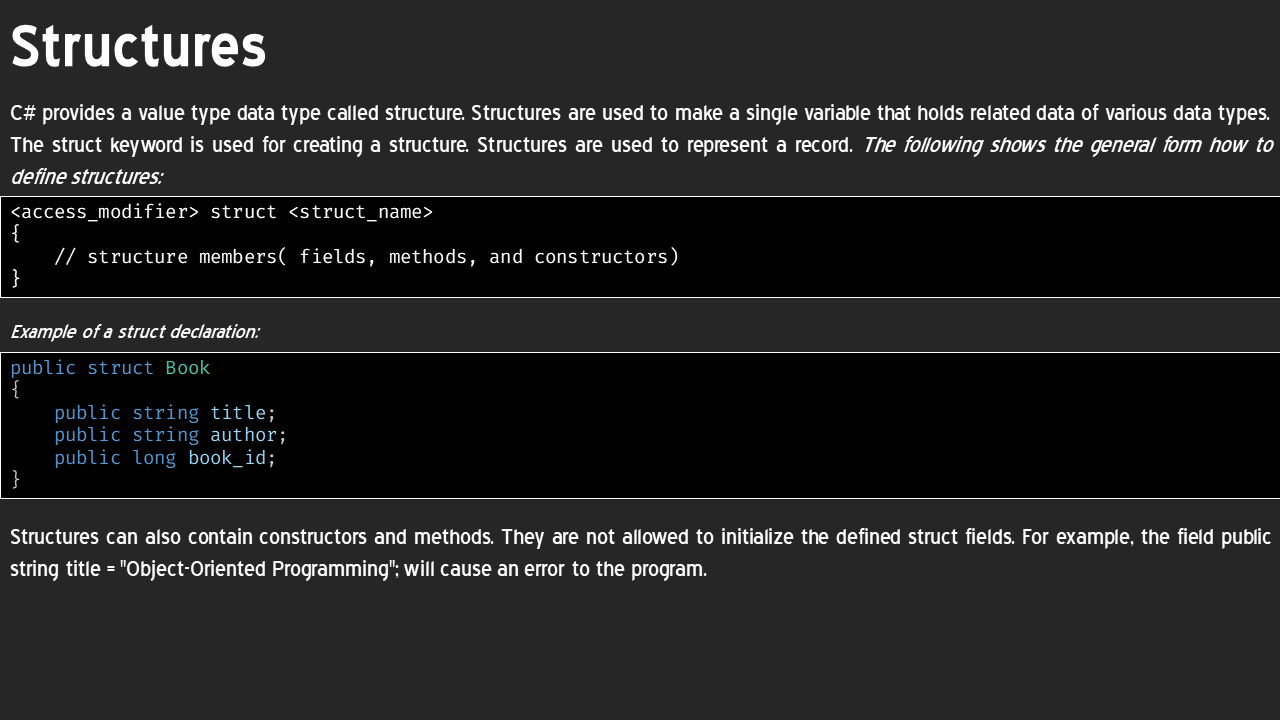 Structures
C# provides a value type data type called structure. Structures are used to make a single variable that holds related data of various data types.
The struct keyword is used for creating a structure. Structures are used to represent a record. The following shows the general form how to
define structures:
<access_modifier> struct <struct_name>
{
    // structure members( fields, methods, and constructors)
}
Example of a struct declaration:
public struct Book
{
    public string title;
    public string author;
    public long book_id;
}
Structures can also contain constructors and methods. They are not allowed to initialize the defined struct fields. For example, the field public
string title = "Object-Oriented Programming"; will cause an error to the program.